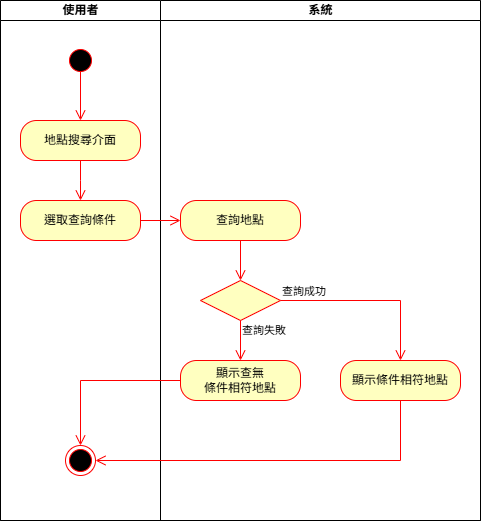 使用者
系統
地點搜尋介面
選取查詢條件
查詢地點
查詢成功
查詢失敗
顯示查無
條件相符地點
顯示條件相符地點